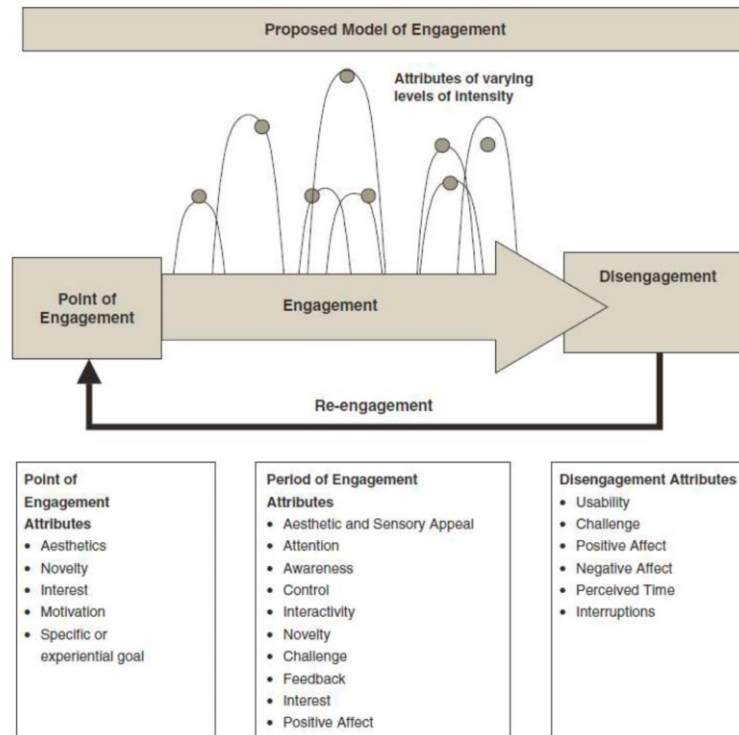 Proposed Model of Engagement
Attributes of varying
levels of intensity
Point of
Engagement
Engagement
Disengagement
Re-engagement
Point of
Engagement
Attributes
• Aesthetics
• Novelty
• Interest
• Motivation
• Specific or
experiential goal
Period of Engagement
Attributes
• Aesthetic and Sensory Appeal
• Attention
• Awareness
• Control
• Interactivity
• Novelty
• Challenge
• Feedback
• Interest
• Positive Affect
Disengagement Attributes
• Usability
• Challenge
• Positive Affect
• Negative Affect
• Perceived Time
• Interruptions